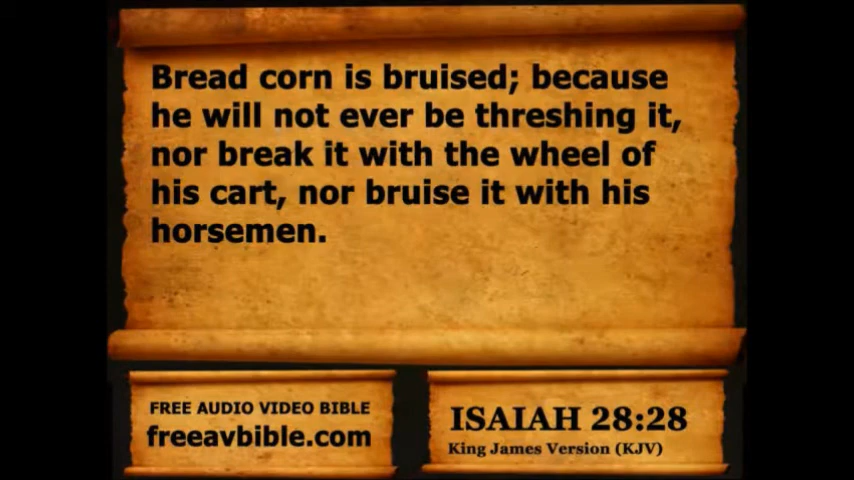 Bread corn is bruised; because
he will not ever be threshing it,
nor break it with the wheel of
his cart, nor bruise it with his
horsemen.
FREE AUDIO VIDEO BIBLE
freeavbible.com
ISAIAH 28:28
King James Version (KJV)